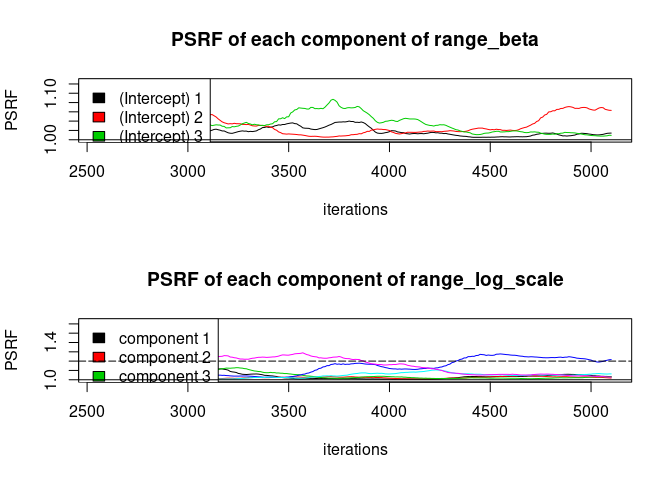 PSRF of each component of range_beta
PSRF
1.10
1.00
(Intercept) 1
(Intercept) 2
(Intercept) 3
2500 3000 3500 4000 4500 5000
iterations
PSRF of each component of range_log_scale
PSRF
1.4
1.0
component 1
component 2
component 3
2500 3000 3500 4000 4500 5000
iterations